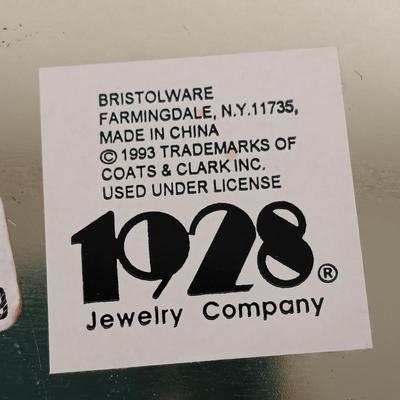 BRISTOLWARE
FARMINGDALE, N.Y.11735,
MADE IN CHINA
© 1993 TRADEMARKS OF
COATS & CLARK INC.
USED UNDER LICENSE
1928®
Jewelry Company